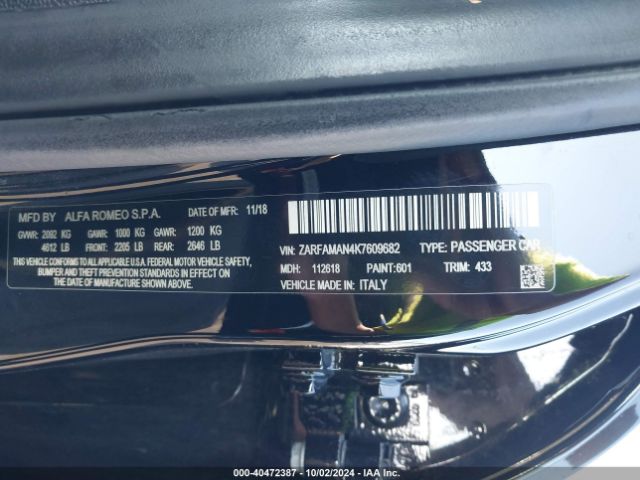 MFD BY ALFA ROMEO S.P.A. DATE OF MFR: 11/18
GVWR: 2092 KG GAWR: 1000 KG GAWR: 1200 KG
4612 LB FRONT: 2205 LB REAR: 2646 LB
THIS VEHICLE CONFORMS TO ALL APPLICABLE U.S.A. FEDERAL MOTOR VEHICLE SAFETY,
BUMPER AND THEFT PREVENTION STANDARDS IN EFFECT ON THE DATE OF
MANUFACTURE SHOWN ABOVE.
VIN: ZARFAMAN4K7609682 TYPE: PASSENGER CAR
MDH: 112618 PAINT: 601 TRIM: 433
VEHICLE MADE IN: ITALY
000-40472387 - 10/02/2024 - IAA Inc.